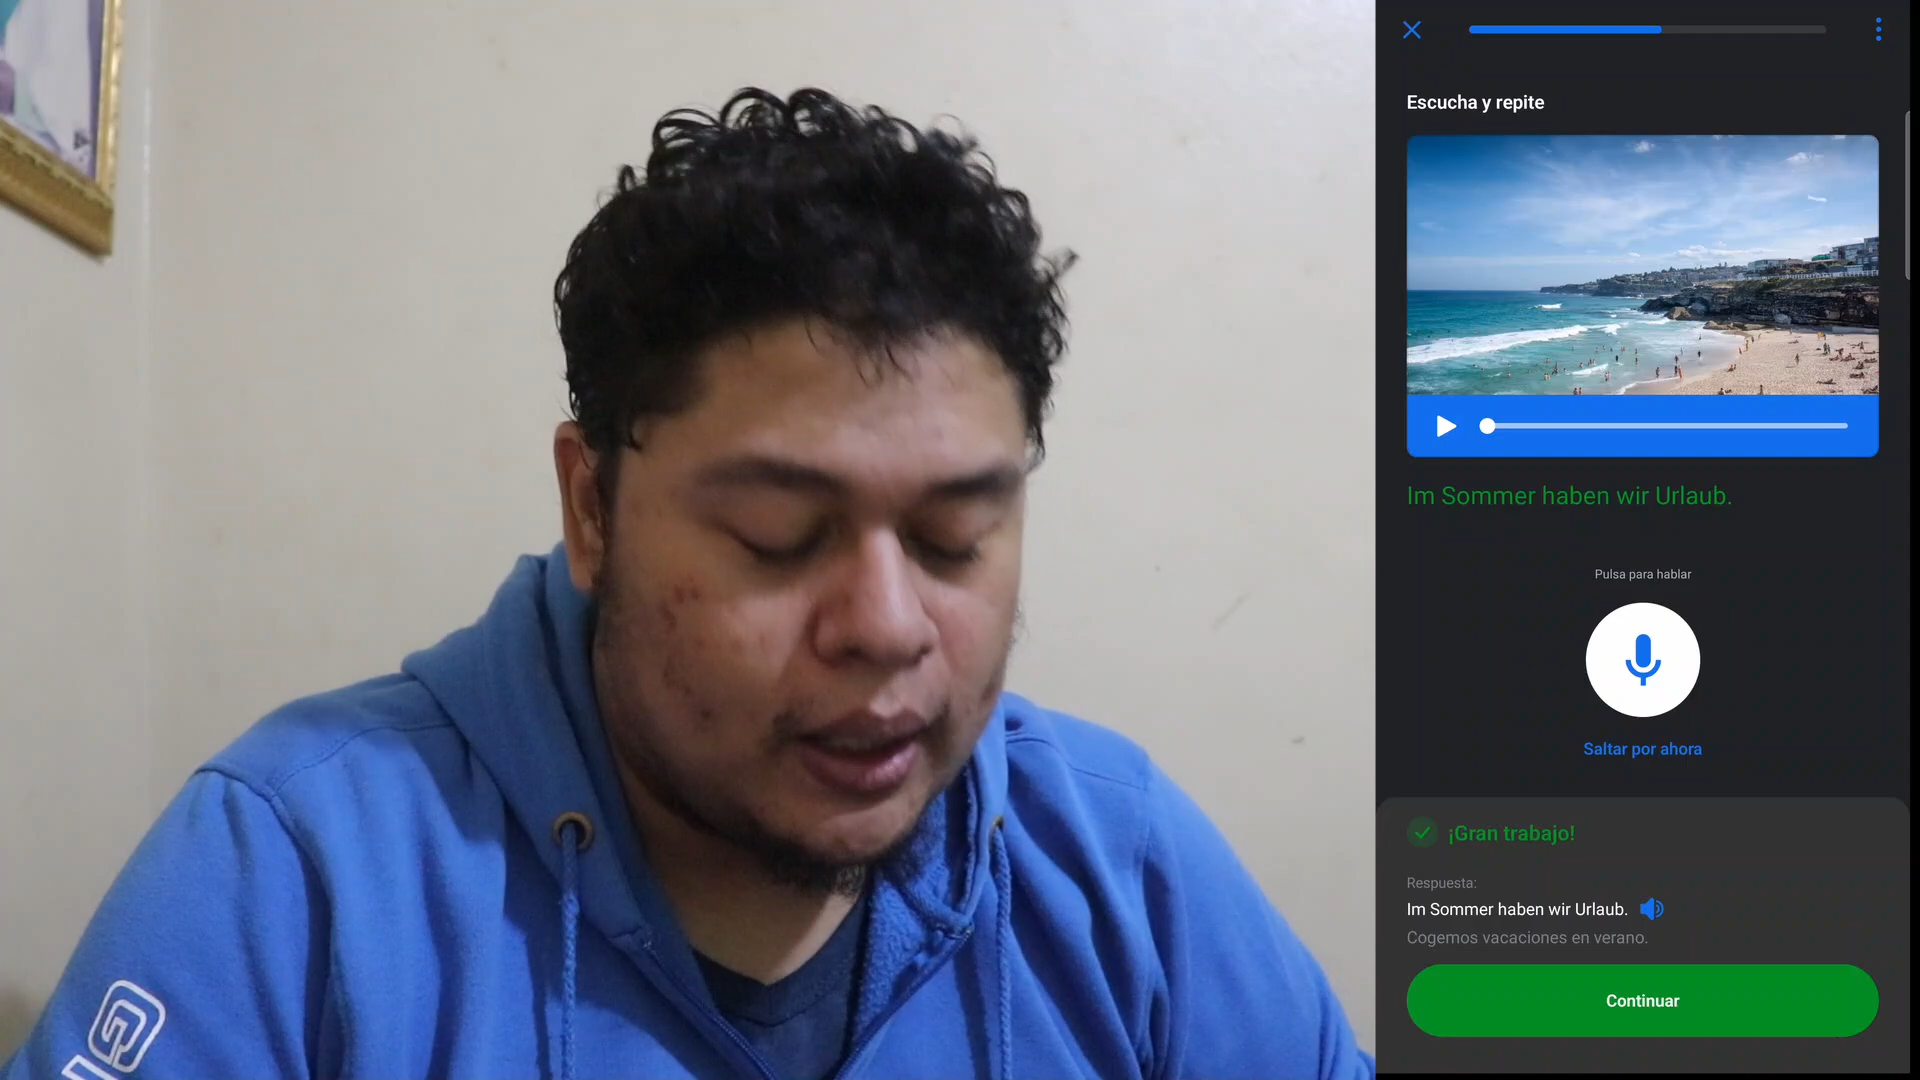 Escucha y repite
Im Sommer haben wir Urlaub.
Pulsa para hablar
Saltar por ahora
¡Gran trabajo!
Respuesta:
Im Sommer haben wir Urlaub.
Cogemos vacaciones en verano.
Continuar